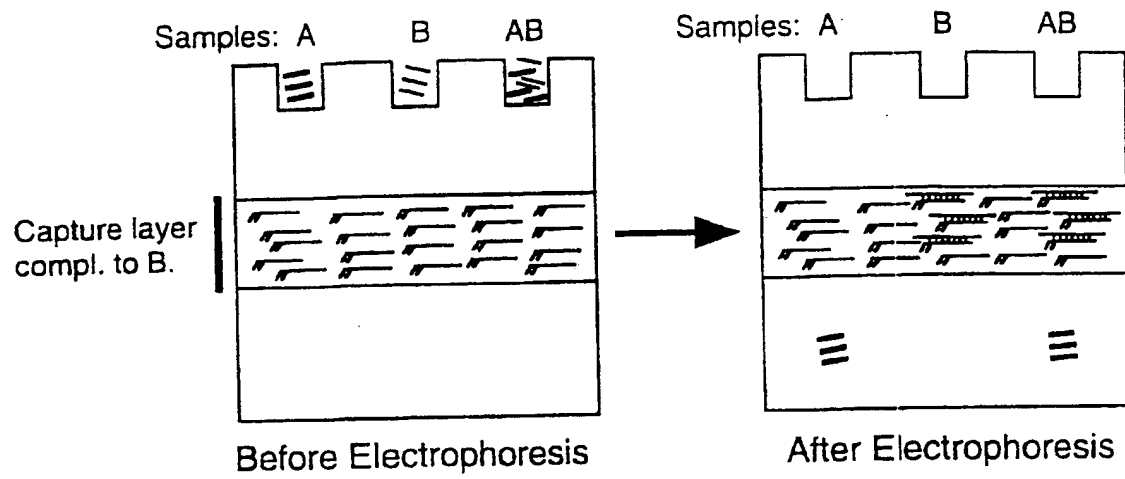 Samples: A B AB
Samples: A B AB
Capture layer
compl. to B.
Before Electrophoresis
After Electrophoresis